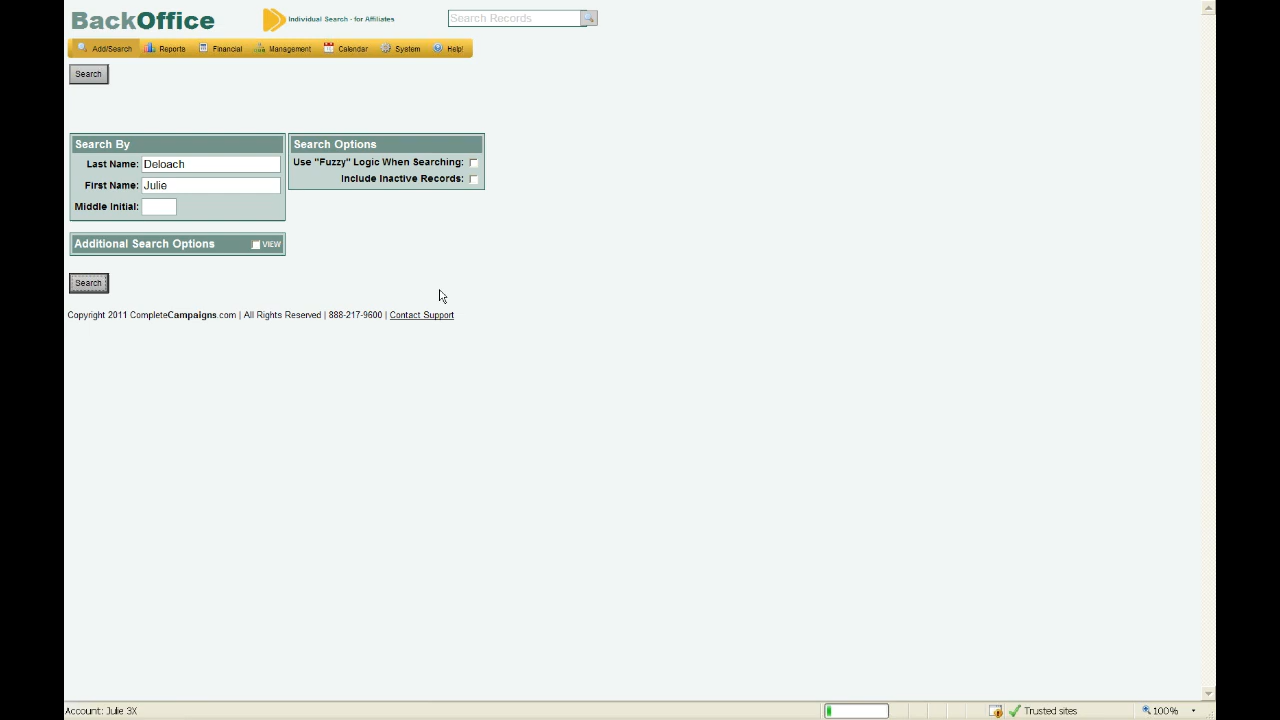 BackOffice
Individual Search - for Affiliates
Search Records
Add/Search Reports Financial Management Calendar System Help!
Search
Search By
Last Name: Deloach
First Name: Julie
Middle Initial:
Search Options
Use "Fuzzy" Logic When Searching:
Include Inactive Records:
Additional Search Options VIEW
Search
Copyright 2011 CompleteCampaigns.com | All Rights Reserved | 888-217-9600 | Contact Support
Account: Julie 3X Trusted sites 100%